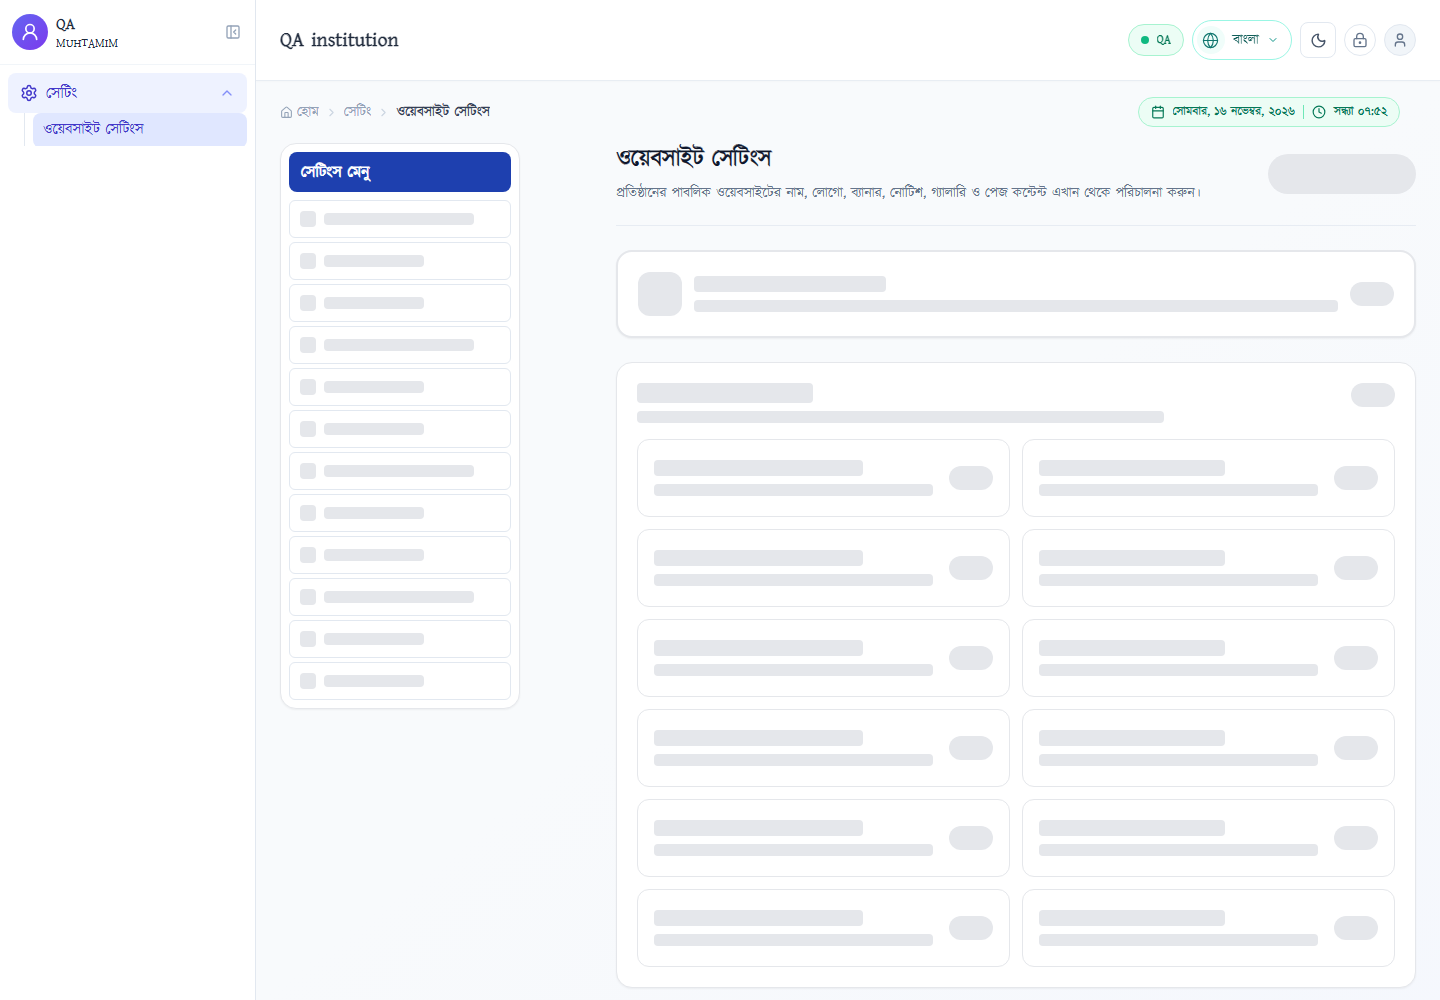 QA
MUHTAMIM
সেটিং
ওয়েবসাইট সেটিংস
QA institution
QA
বাংলা
হোম
সেটিং
ওয়েবসাইট সেটিংস
সোমবার, ১৬ নভেম্বর, ২০২৬
সন্ধ্যা ০৭:৫২
সেটিংস মেনু
ওয়েবসাইট সেটিংস
প্রতিষ্ঠানের পাবলিক ওয়েবসাইটের নাম, লোগো, ব্যানার, নোটিশ, গ্যালারি ও পেজ কন্টেন্ট এখান থেকে পরিচালনা করুন।